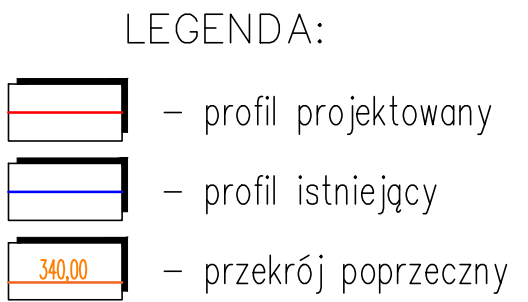 LEGENDA:
– profil projektowany
– profil istniejący
340,00 – przekrój poprzeczny